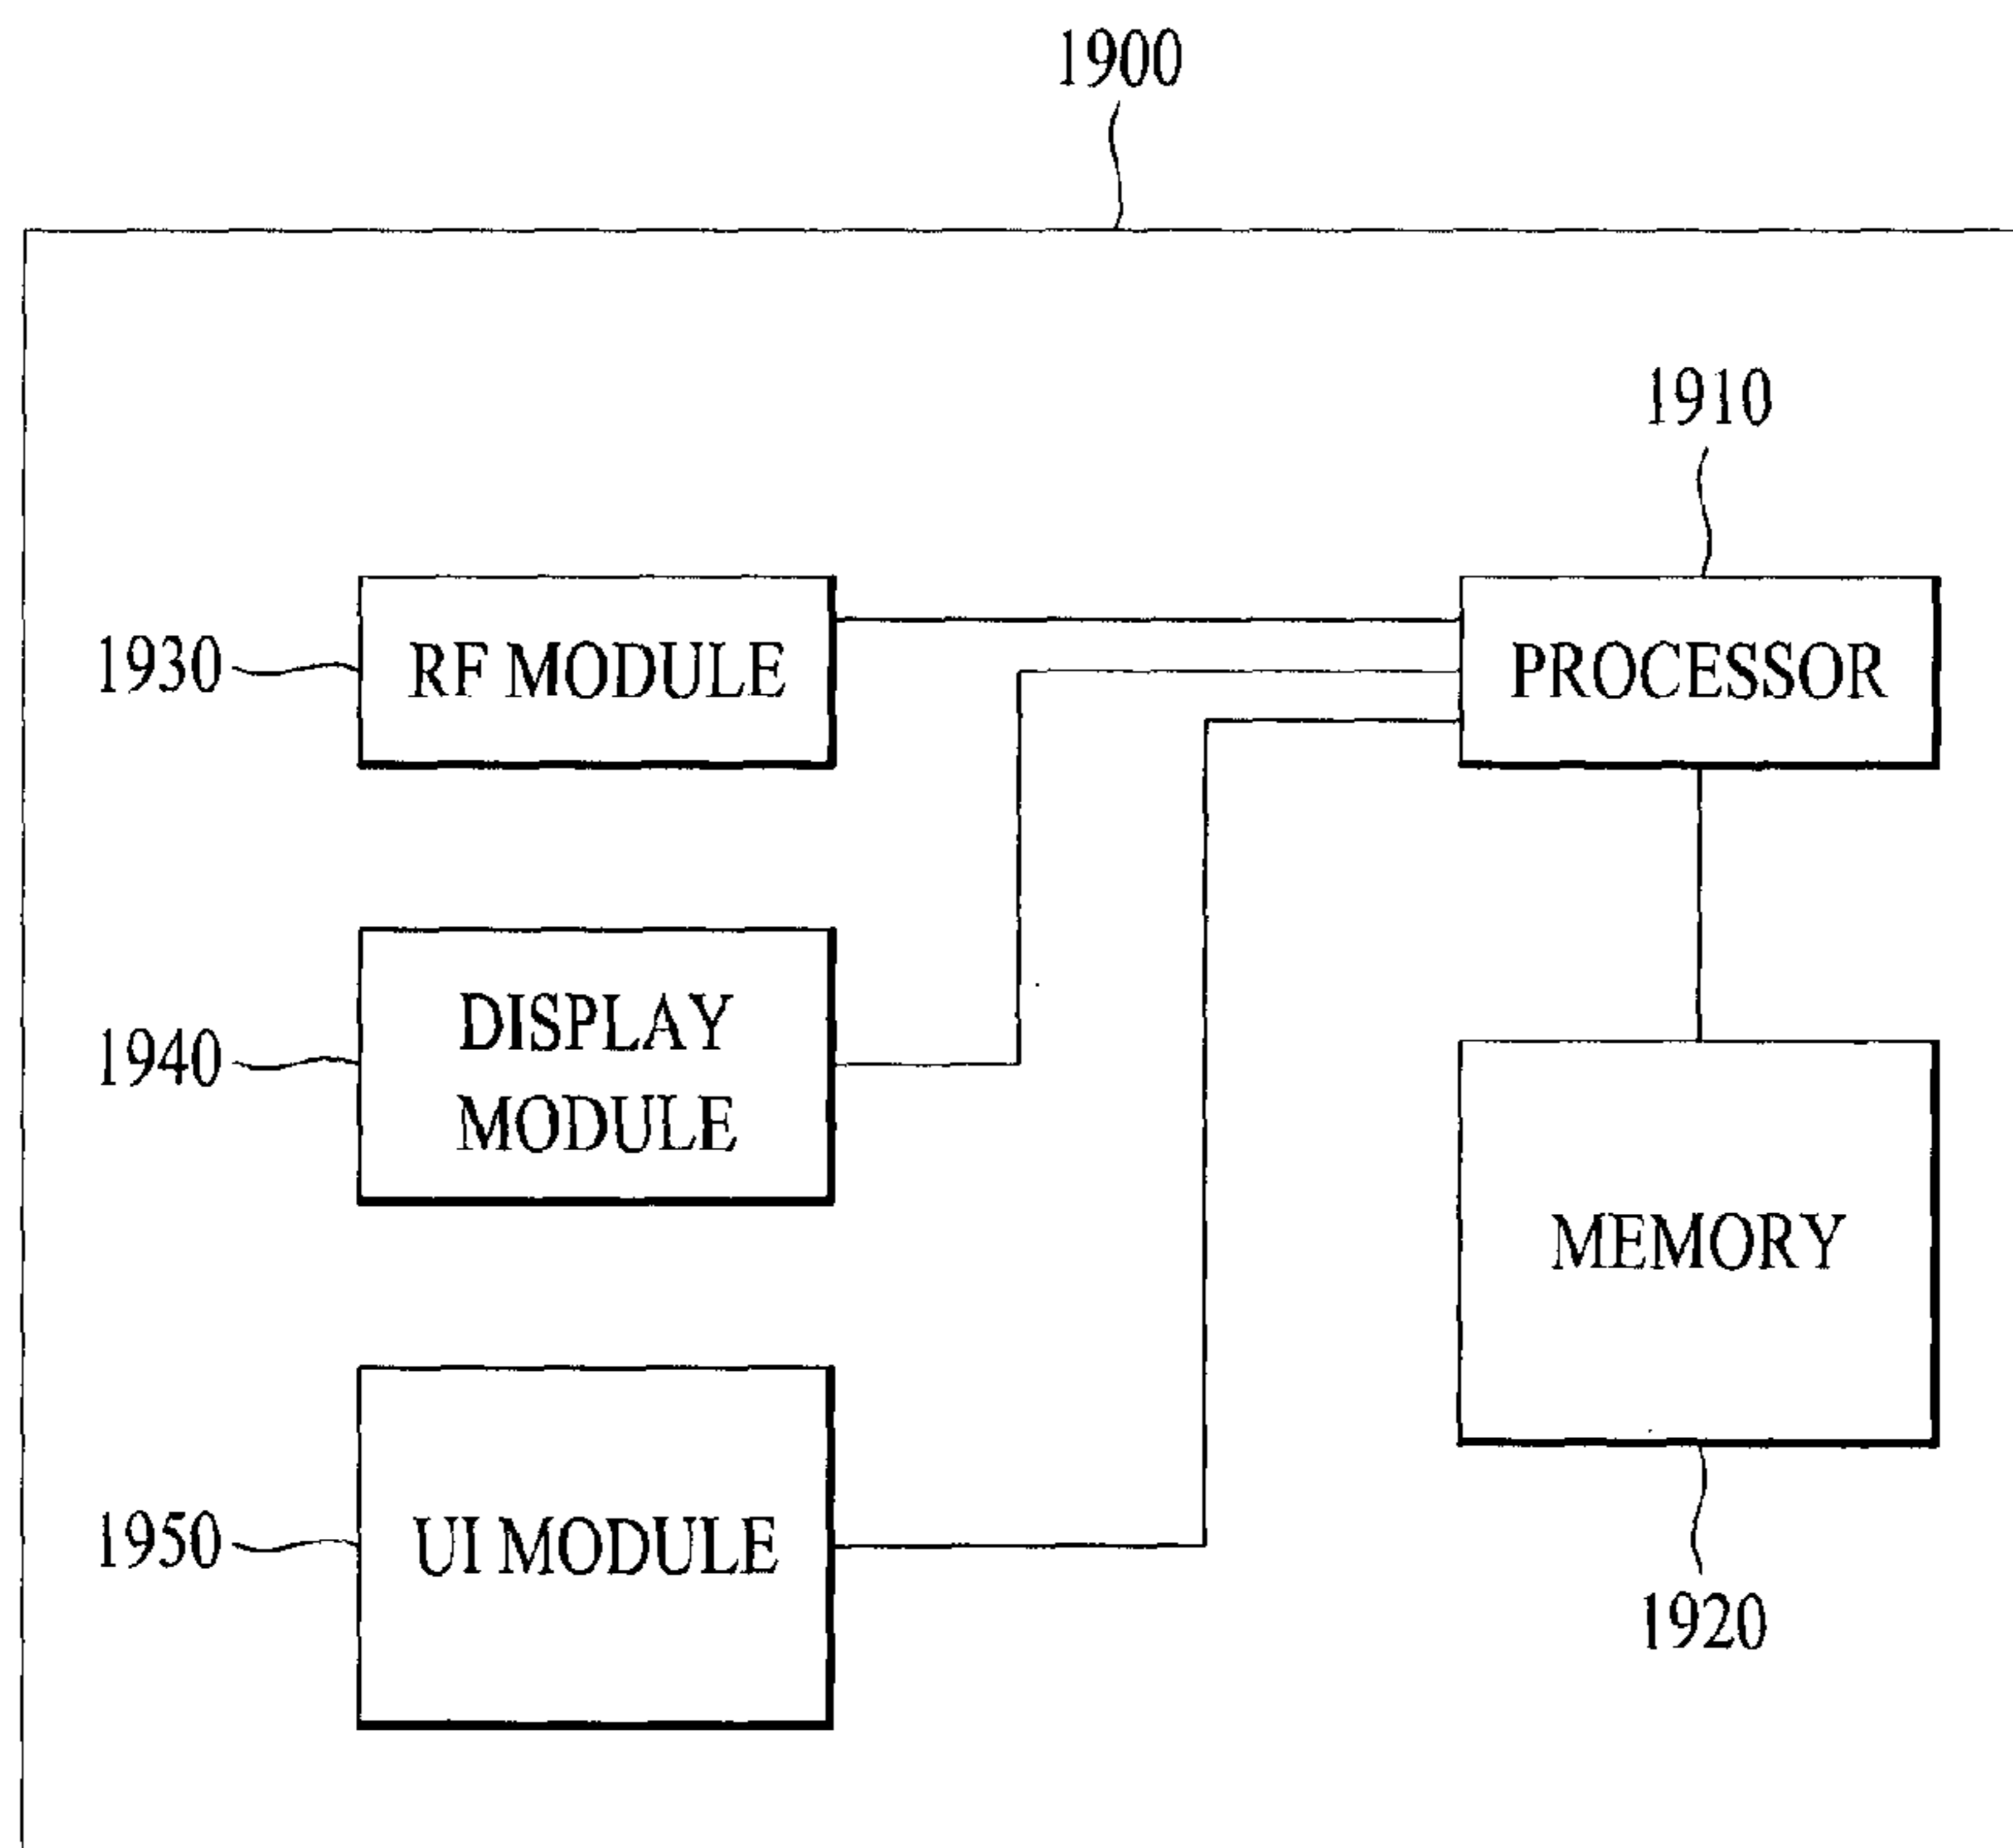 1900
1910
1930
RF MODULE
PROCESSOR
1940
DISPLAY
MODULE
MEMORY
1950
UI MODULE
1920